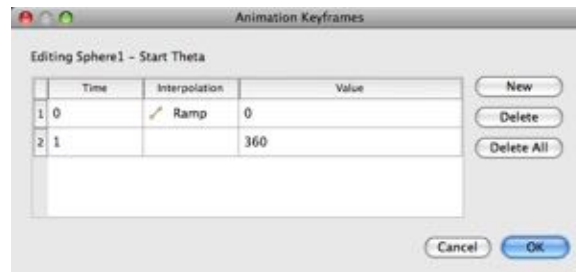 Animation Keyframes
Editing Sphere1 - Start Theta
Time Interpolation Value
1 0 Ramp 0
2 1 360
New
Delete
Delete All
Cancel OK